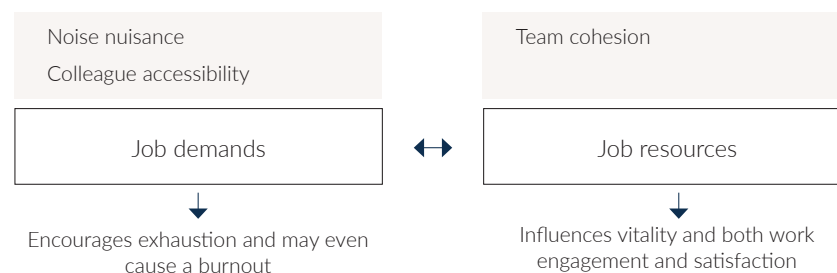 Noise nuisance
Colleague accessibility
Job demands
Encourages exhaustion and may even
cause a burnout
Team cohesion
Job resources
Influences vitality and both work
engagement and satisfaction